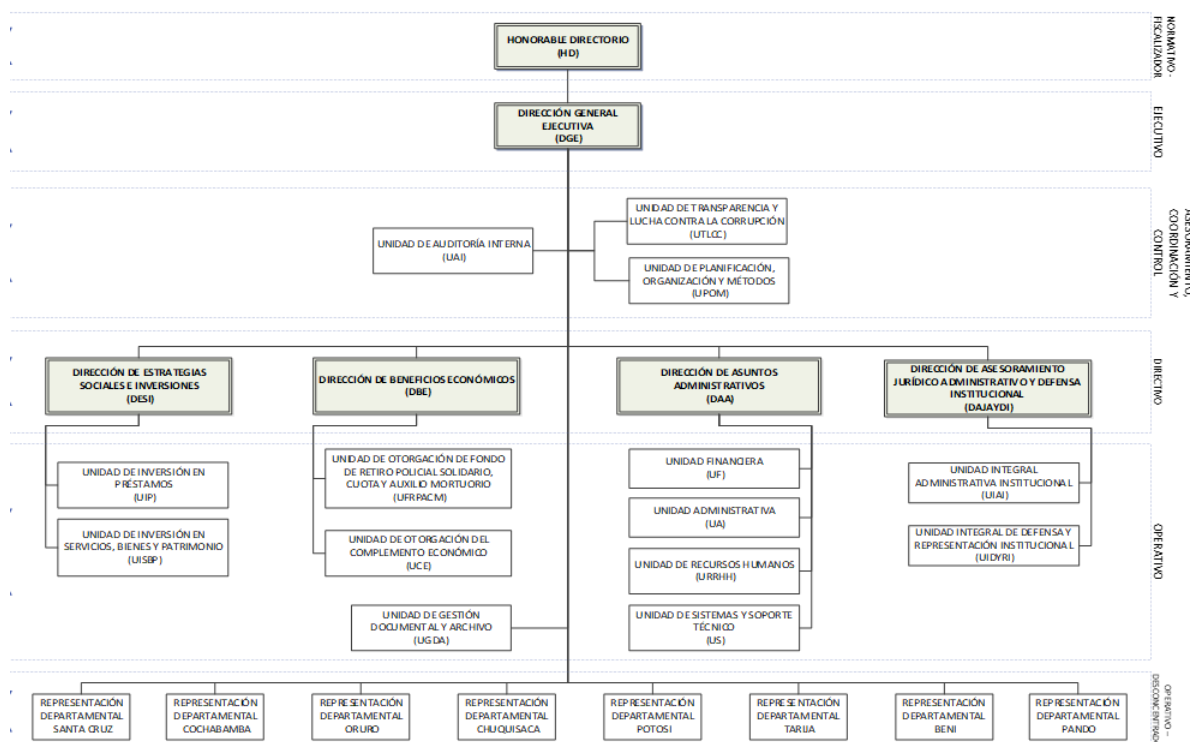 HONORABLE DIRECTORIO
(HD)
NORMATIVO -
FISCALIZADOR
DIRECCIÓN GENERAL
EJECUTIVA
(DGE)
EJECUTIVO
UNIDAD DE AUDITORÍA INTERNA
(UAI)
UNIDAD DE TRANSPARENCIA Y
LUCHA CONTRA LA CORRUPCIÓN
(UTLCC)
UNIDAD DE PLANIFICACIÓN,
ORGANIZACIÓN Y MÉTODOS
(UPOM)
ASESORAMIENTO,
COORDINACIÓN Y
CONTROL
DIRECCIÓN DE ESTRATEGIAS
SOCIALES E INVERSIONES
(DESI)
DIRECCIÓN DE BENEFICIOS ECONÓMICOS
(DBE)
DIRECCIÓN DE ASUNTOS
ADMINISTRATIVOS
(DAA)
DIRECCIÓN DE ASESORAMIENTO
JURÍDICO ADMINISTRATIVO Y DEFENSA
INSTITUCIONAL
(DAJAYDI)
DIRECTIVO
UNIDAD DE INVERSIÓN EN
PRÉSTAMOS
(UIP)
UNIDAD DE INVERSIÓN EN
SERVICIOS, BIENES Y PATRIMONIO
(UISBP)
UNIDAD DE OTORGACIÓN DE FONDO
DE RETIRO POLICIAL SOLIDARIO,
CUOTA Y AUXILIO MORTUORIO
(UFRPACM)
UNIDAD DE OTORGACIÓN DEL
COMPLEMENTO ECONÓMICO
(UCE)
UNIDAD DE GESTIÓN
DOCUMENTAL Y ARCHIVO
(UGDA)
UNIDAD FINANCIERA
(UF)
UNIDAD ADMINISTRATIVA
(UA)
UNIDAD DE RECURSOS HUMANOS
(URRHH)
UNIDAD DE SISTEMAS Y SOPORTE
TÉCNICO
(US)
UNIDAD INTEGRAL
ADMINISTRATIVA INSTITUCIONAL
(UIAI)
UNIDAD INTEGRAL DE DEFENSA Y
REPRESENTACIÓN INSTITUCIONAL
(UIDYRI)
OPERATIVO
REPRESENTACIÓN
DEPARTAMENTAL
SANTA CRUZ
REPRESENTACIÓN
DEPARTAMENTAL
COCHABAMBA
REPRESENTACIÓN
DEPARTAMENTAL
ORURO
REPRESENTACIÓN
DEPARTAMENTAL
CHUQUISACA
REPRESENTACIÓN
DEPARTAMENTAL
POTOSI
REPRESENTACIÓN
DEPARTAMENTAL
TARIJA
REPRESENTACIÓN
DEPARTAMENTAL
BENI
REPRESENTACIÓN
DEPARTAMENTAL
PANDO
OPERATIVO –